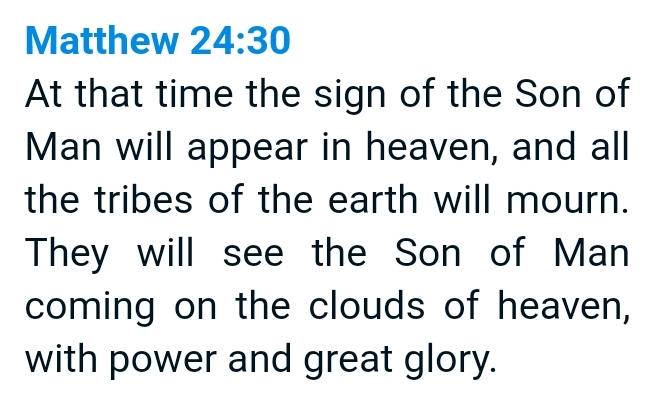 Matthew 24:30
At that time the sign of the Son of
Man will appear in heaven, and all
the tribes of the earth will mourn.
They will see the Son of Man
coming on the clouds of heaven,
with power and great glory.